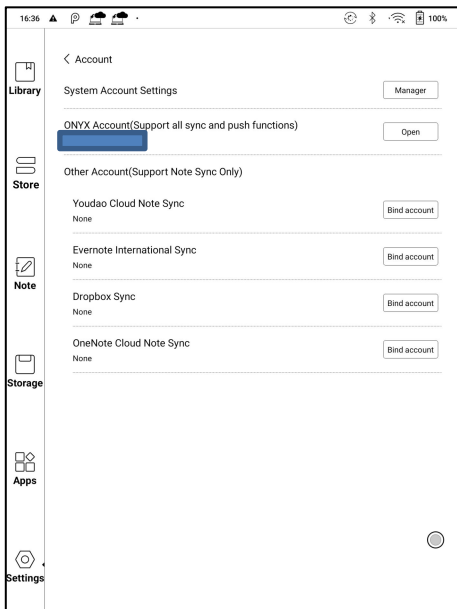 16:36
100%
Account
Library
System Account Settings
Manager
ONYX Account(Support all sync and push functions)
Open
Store
Other Account(Support Note Sync Only)
Youdao Cloud Note Sync
None
Bind account
Evernote International Sync
None
Bind account
Note
Dropbox Sync
None
Bind account
OneNote Cloud Note Sync
None
Bind account
Storage
Apps
Settings